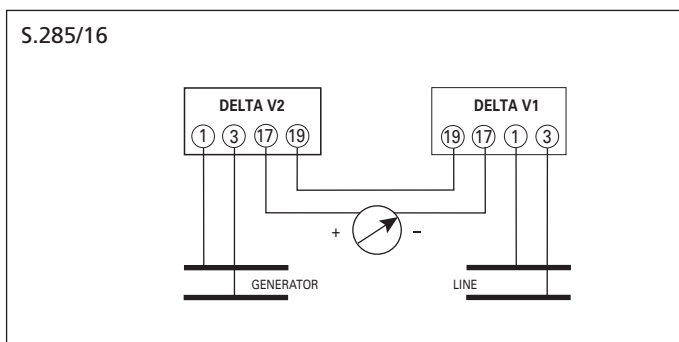 S.285/16
DELTA V2 DELTA V1
1 3 17 19 19 17 1 3
+ −
GENERATOR LINE